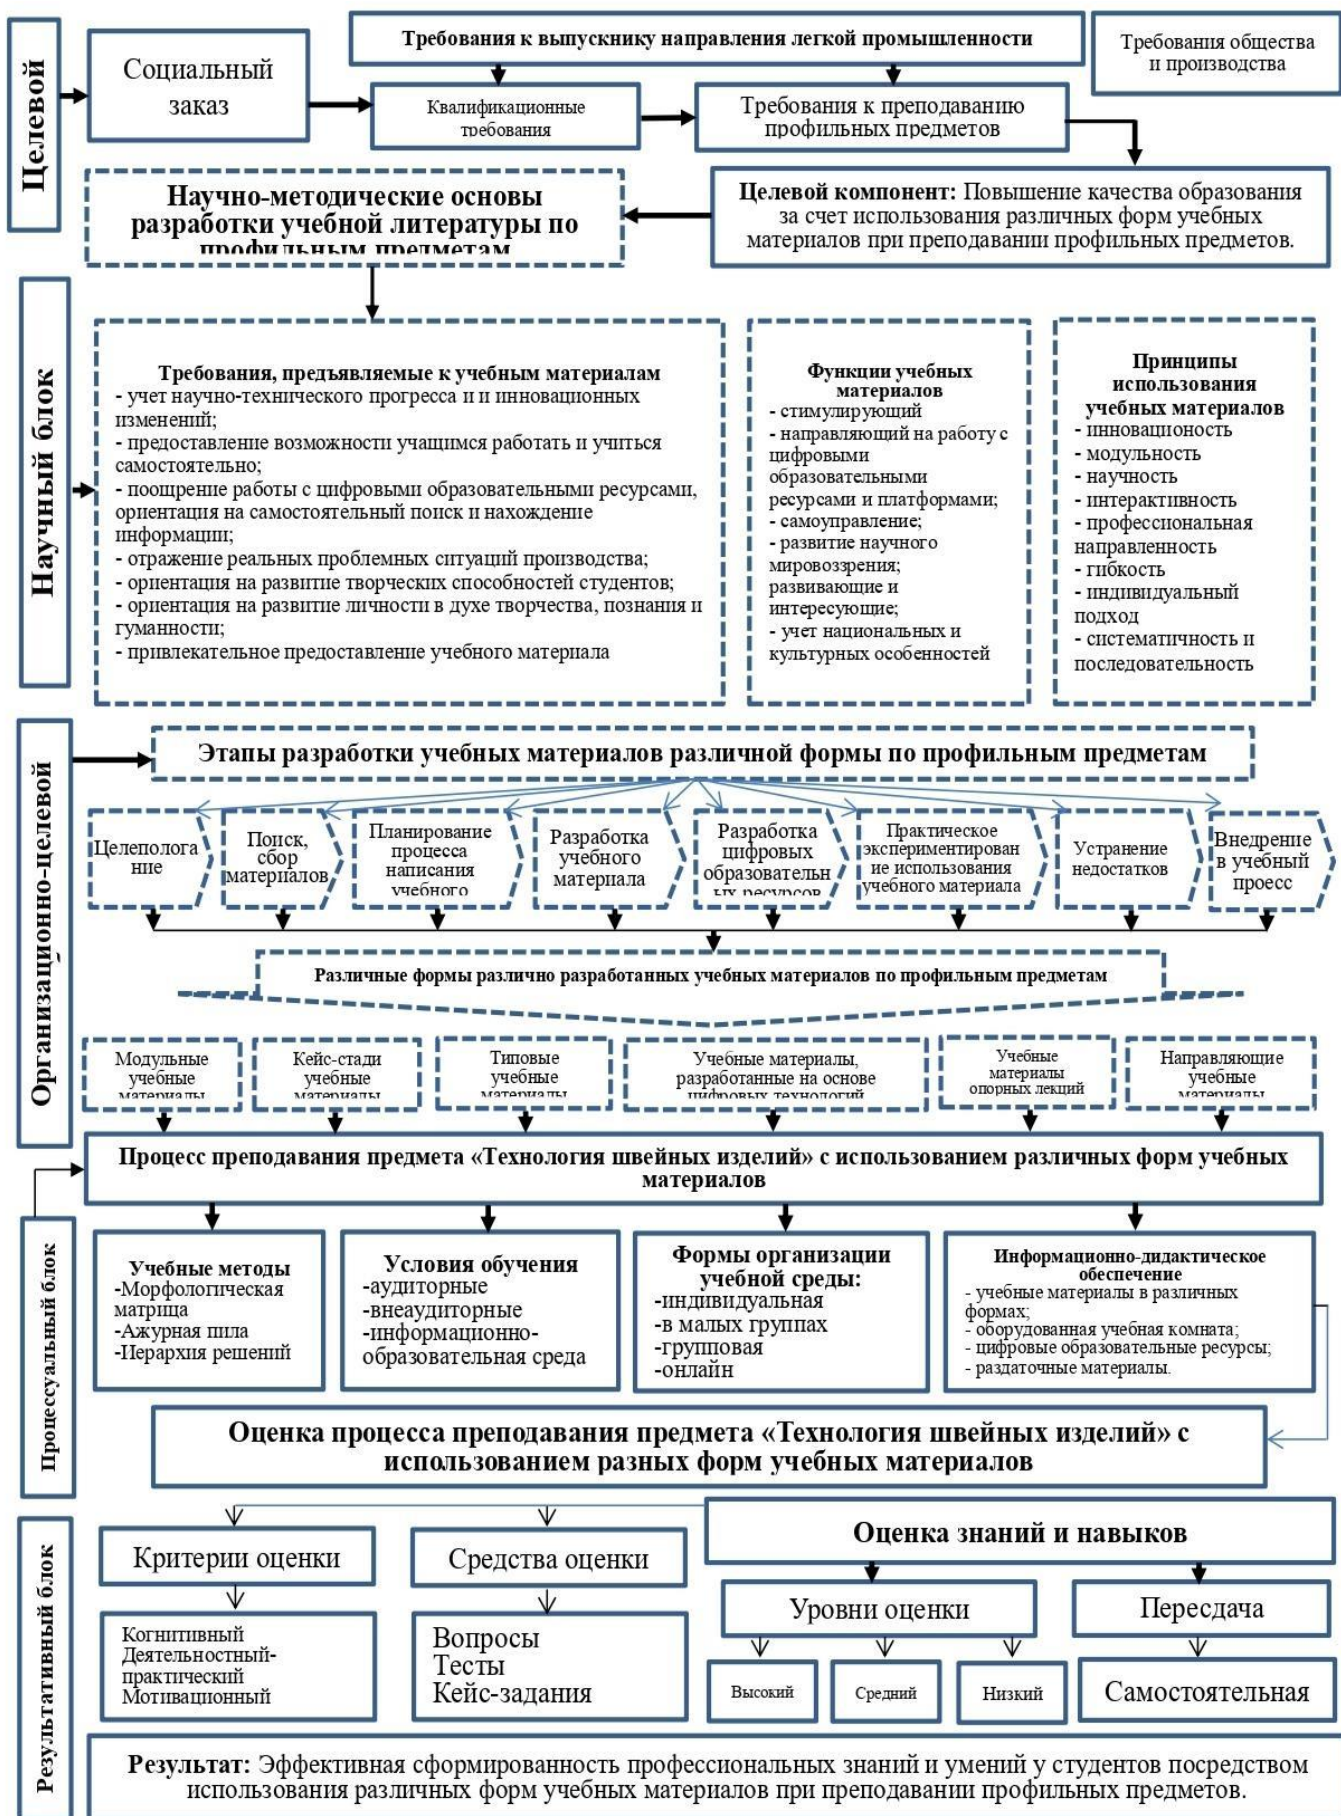 Целевой
Социальный
заказ
Требования к выпускнику направления легкой промышленности
Требования общества
и производства
Квалификационные
требования
Требования к преподаванию
профильных предметов
Научно-методические основы
разработки учебной литературы по
профильным предметам
Целевой компонент: Повышение качества образования
за счет использования различных форм учебных
материалов при преподавании профильных предметов.
Научный блок
Требования, предъявляемые к учебным материалам
- учет научно-технического прогресса и и инновационных
изменений;
- предоставление возможности учащимся работать и учиться
самостоятельно;
- поощрение работы с цифровыми образовательными ресурсами,
ориентация на самостоятельный поиск и нахождение
информации;
- отражение реальных проблемных ситуаций производства;
- ориентация на развитие творческих способностей студентов;
- ориентация на развитие личности в духе творчества, познания и
гуманности;
- привлекательное предоставление учебного материала
Функции учебных
материалов
- стимулирующий
- направляющий на работу с
цифровыми
образовательными
ресурсами и платформами;
- самоуправление;
- развитие научного
мировоззрения;
развивающие и
интересующие;
- учет национальных и
культурных особенностей
Принципы
использования
учебных материалов
- инновационость
- модульность
- научность
- интерактивность
- профессиональная
направленность
- гибкость
- индивидуальный
подход
- систематичность и
последовательность
Организационно-целевой
Этапы разработки учебных материалов различной формы по профильным предметам
Целеполога
ние
Поиск,
сбор
материалов
Планирование
процесса
написания
учебного
Разработка
учебного
материала
Разработка
цифровых
образовательн
ых ресурсов
Практическое
экспериментирован
ие использования
учебного материала
Устранение
недостатков
Внедрение
в учебный
проесс
Различные формы различно разработанных учебных материалов по профильным предметам
Модульные
учебные
материалы
Кейс-стади
учебные
материалы
Типовые
учебные
материалы
Учебные материалы,
разработанные на основе
цифровых технологий
Учебные
материалы
опорных лекций
Направляющие
учебные
материалы
Процесс преподавания предмета «Технология швейных изделий» с использованием различных форм учебных
материалов
Процессуальный блок
Учебные методы
-Морфологическая
матрица
-Ажурная пила
-Иерархия решений
Условия обучения
-аудиторные
-внеаудиторные
-информационно-
образовательная среда
Формы организации
учебной среды:
-индивидуальная
-в малых группах
-групповая
-онлайн
Информационно-дидактическое
обеспечение
- учебные материалы в различных
формах;
- оборудованная учебная комната;
- цифровые образовательные ресурсы;
- раздаточные материалы.
Оценка процесса преподавания предмета «Технология швейных изделий» с
использованием разных форм учебных материалов
Результативный блок
Критерии оценки
Средства оценки
Оценка знаний и навыков
Уровни оценки
Пересдача
Когнитивный
Деятельностный-
практический
Мотивационный
Вопросы
Тесты
Кейс-задания
Высокий
Средний
Низкий
Самостоятельная
Результат: Эффективная сформированность профессиональных знаний и умений у студентов посредством
использования различных форм учебных материалов при преподавании профильных предметов.